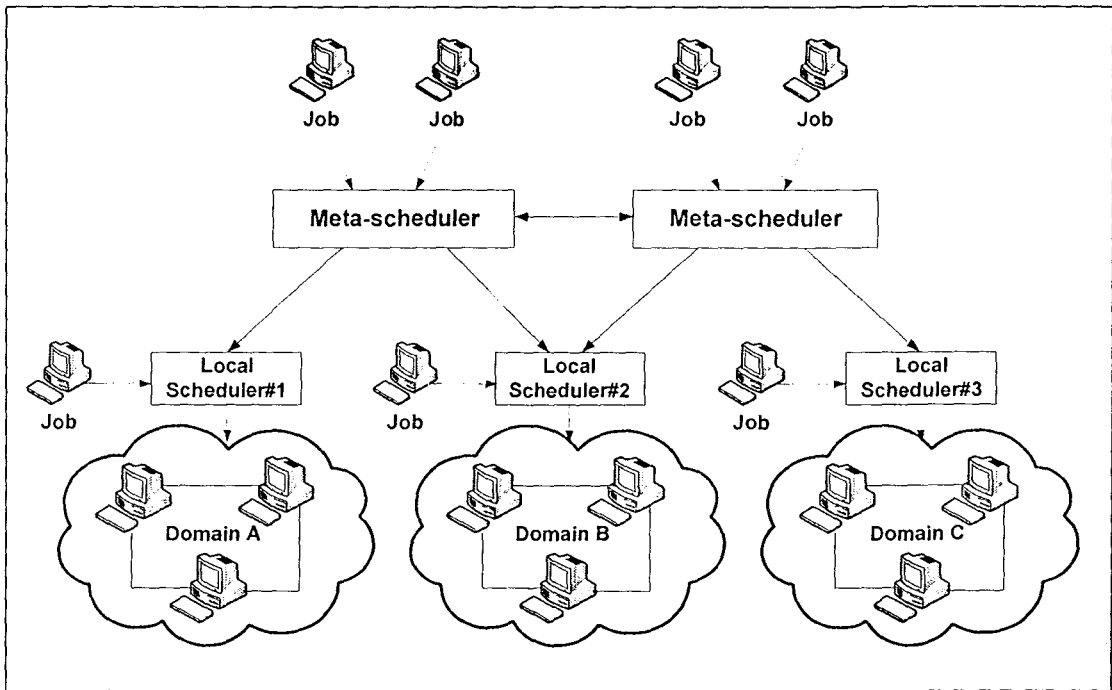 Job
Job
Job
Job
Meta-scheduler
Meta-scheduler
Local
Scheduler#1
Local
Scheduler#2
Local
Scheduler#3
Job
Job
Job
Domain A
Domain B
Domain C